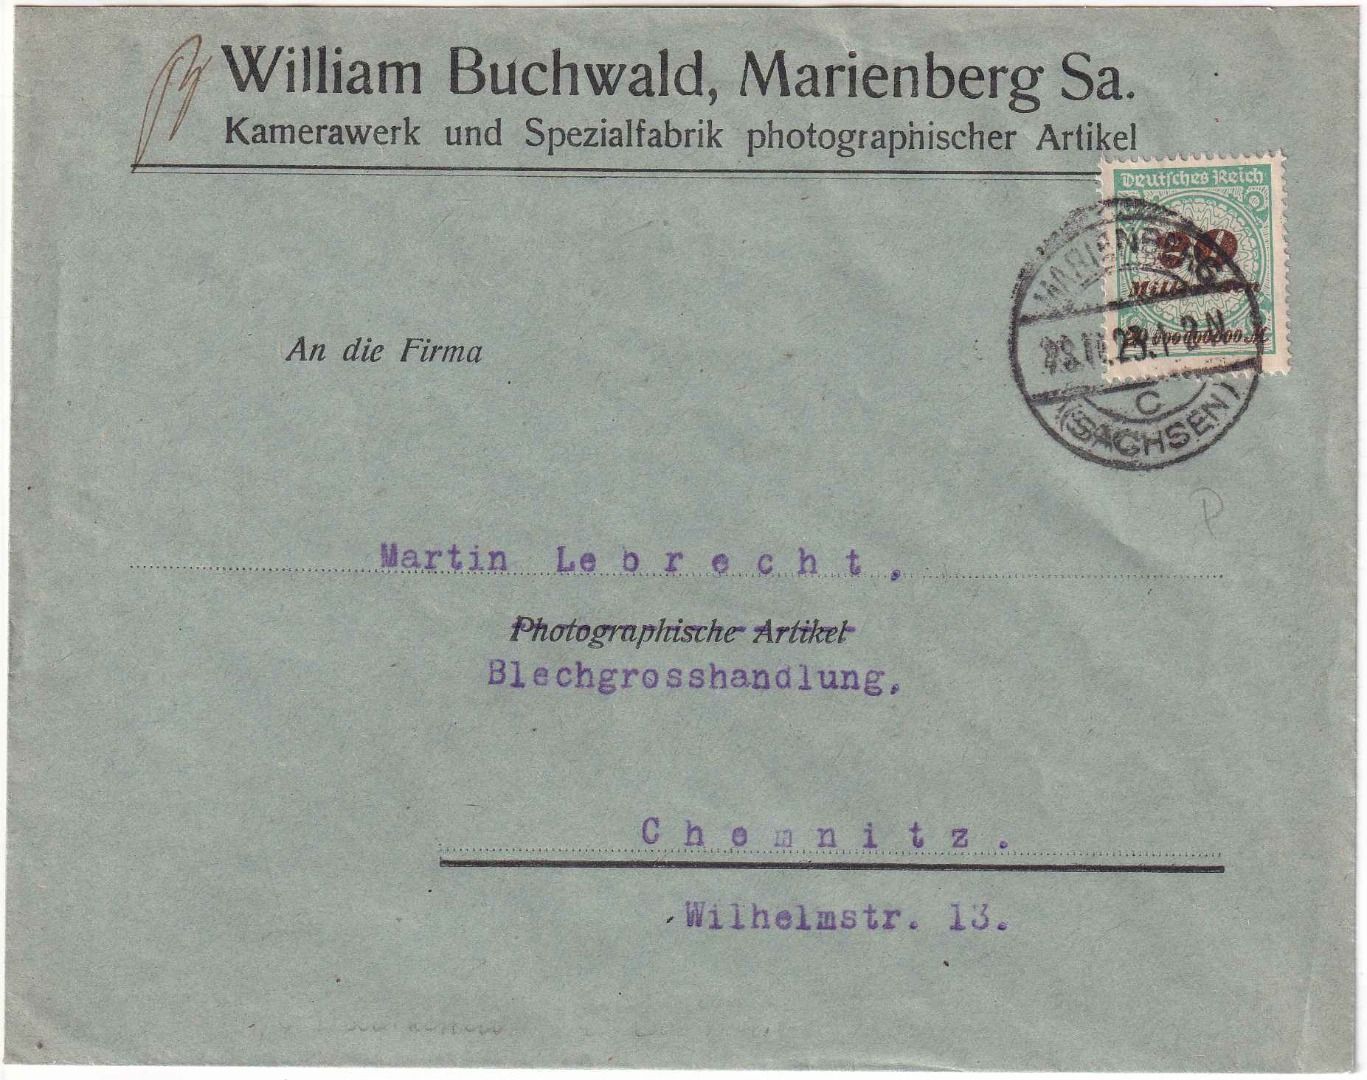 William Buchwald, Marienberg Sa.
Kamerawerk und Spezialfabrik photographischer Artikel
Deutsches Reich
MARIENBERG
(SACHSEN)
C
An die Firma
Martin Lebrecht,
Photographische Artikel
Blechgrosshandlung,
Chemnitz.
Wilhelmstr. 13.